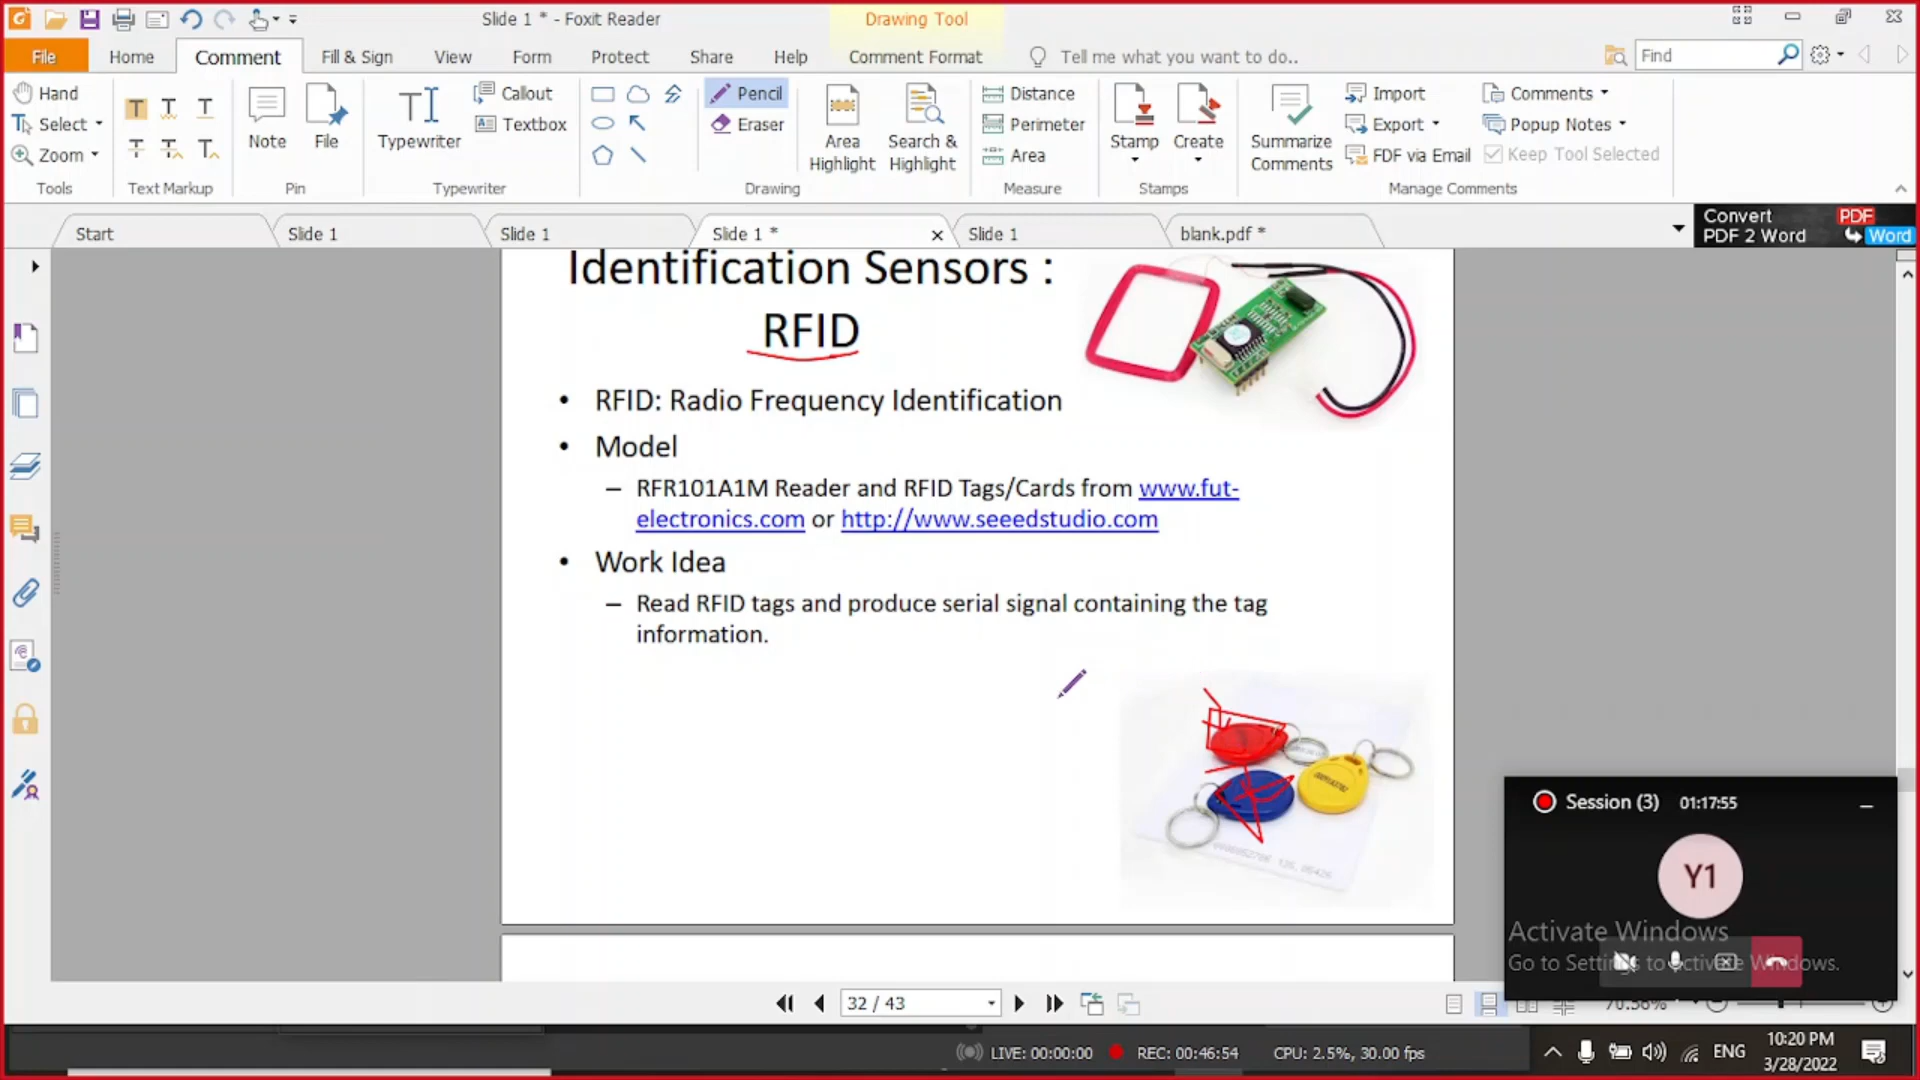 Slide 1 * - Foxit Reader
Drawing Tool
File
Home
Comment
Fill & Sign
View
Form
Protect
Share
Help
Comment Format
Tell me what you want to do..
Find
Hand
Select
Zoom
Tools
Text Markup
Note
File
Pin
Typewriter
Callout
Textbox
Typewriter
Pencil
Eraser
Area Highlight
Search & Highlight
Drawing
Distance
Perimeter
Area
Measure
Stamp
Create
Stamps
Summarize Comments
Import
Export
FDF via Email
Comments
Popup Notes
Keep Tool Selected
Manage Comments
Start
Slide 1
Slide 1
Slide 1 *
Slide 1
blank.pdf *
Convert PDF
PDF 2 Word Word
Identification Sensors :
RFID
• RFID: Radio Frequency Identification
• Model
– RFR101A1M Reader and RFID Tags/Cards from www.fut-
electronics.com or http://www.seeedstudio.com
• Work Idea
– Read RFID tags and produce serial signal containing the tag
information.
Session (3) 01:17:55
Y1
Activate Windows
Go to Settings to activate Windows.
32 / 43
70.56%
LIVE: 00:00:00
REC: 00:46:54
CPU: 2.5%, 30.00 fps
ENG
10:20 PM
3/28/2022